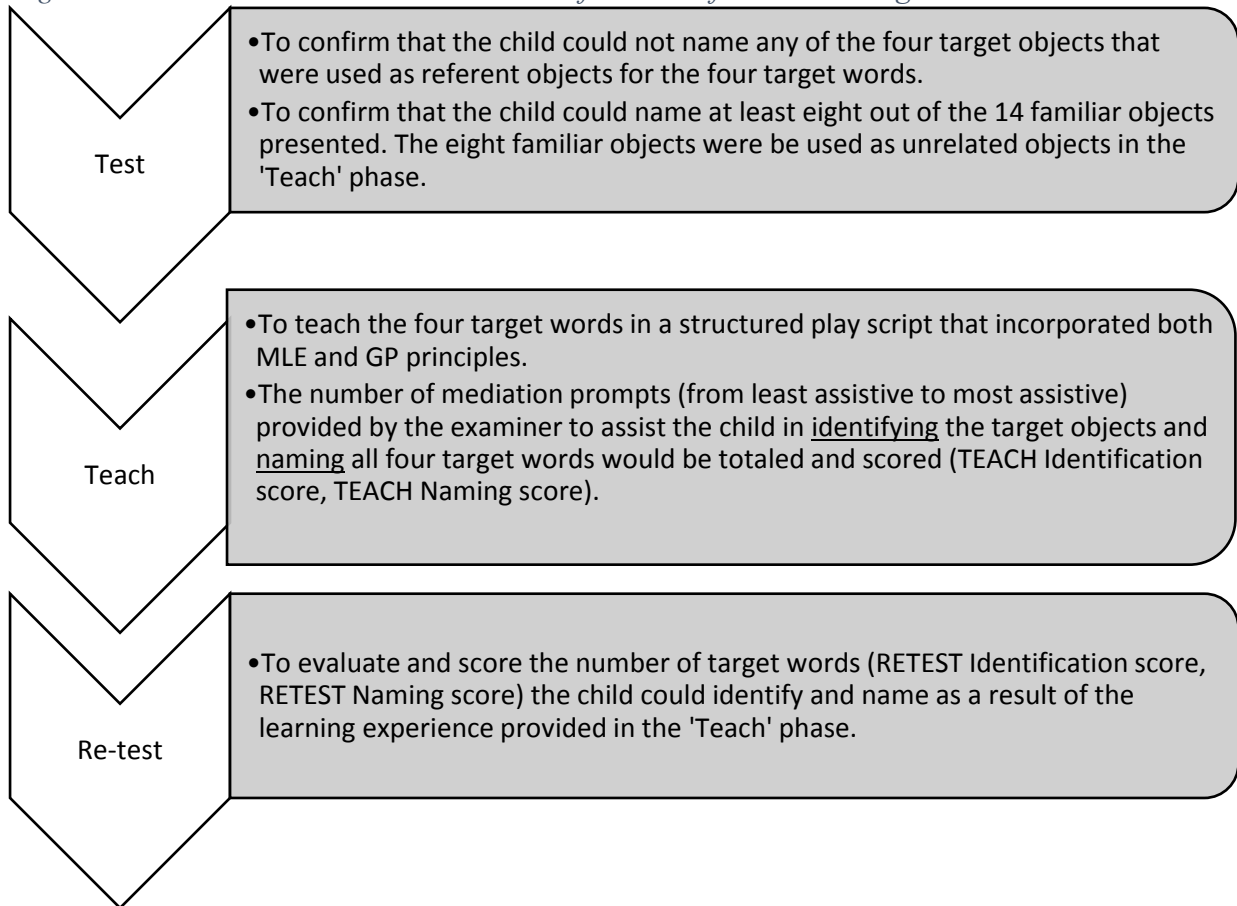 •To confirm that the child could not name any of the four target objects that
were used as referent objects for the four target words.
•To confirm that the child could name at least eight out of the 14 familiar objects
presented. The eight familiar objects were be used as unrelated objects in the
'Teach' phase.
Test
•To teach the four target words in a structured play script that incorporated both
MLE and GP principles.
•The number of mediation prompts (from least assistive to most assistive)
provided by the examiner to assist the child in identifying the target objects and
naming all four target words would be totaled and scored (TEACH Identification
score, TEACH Naming score).
Teach
•To evaluate and score the number of target words (RETEST Identification score,
RETEST Naming score) the child could identify and name as a result of the
learning experience provided in the 'Teach' phase.
Re-test